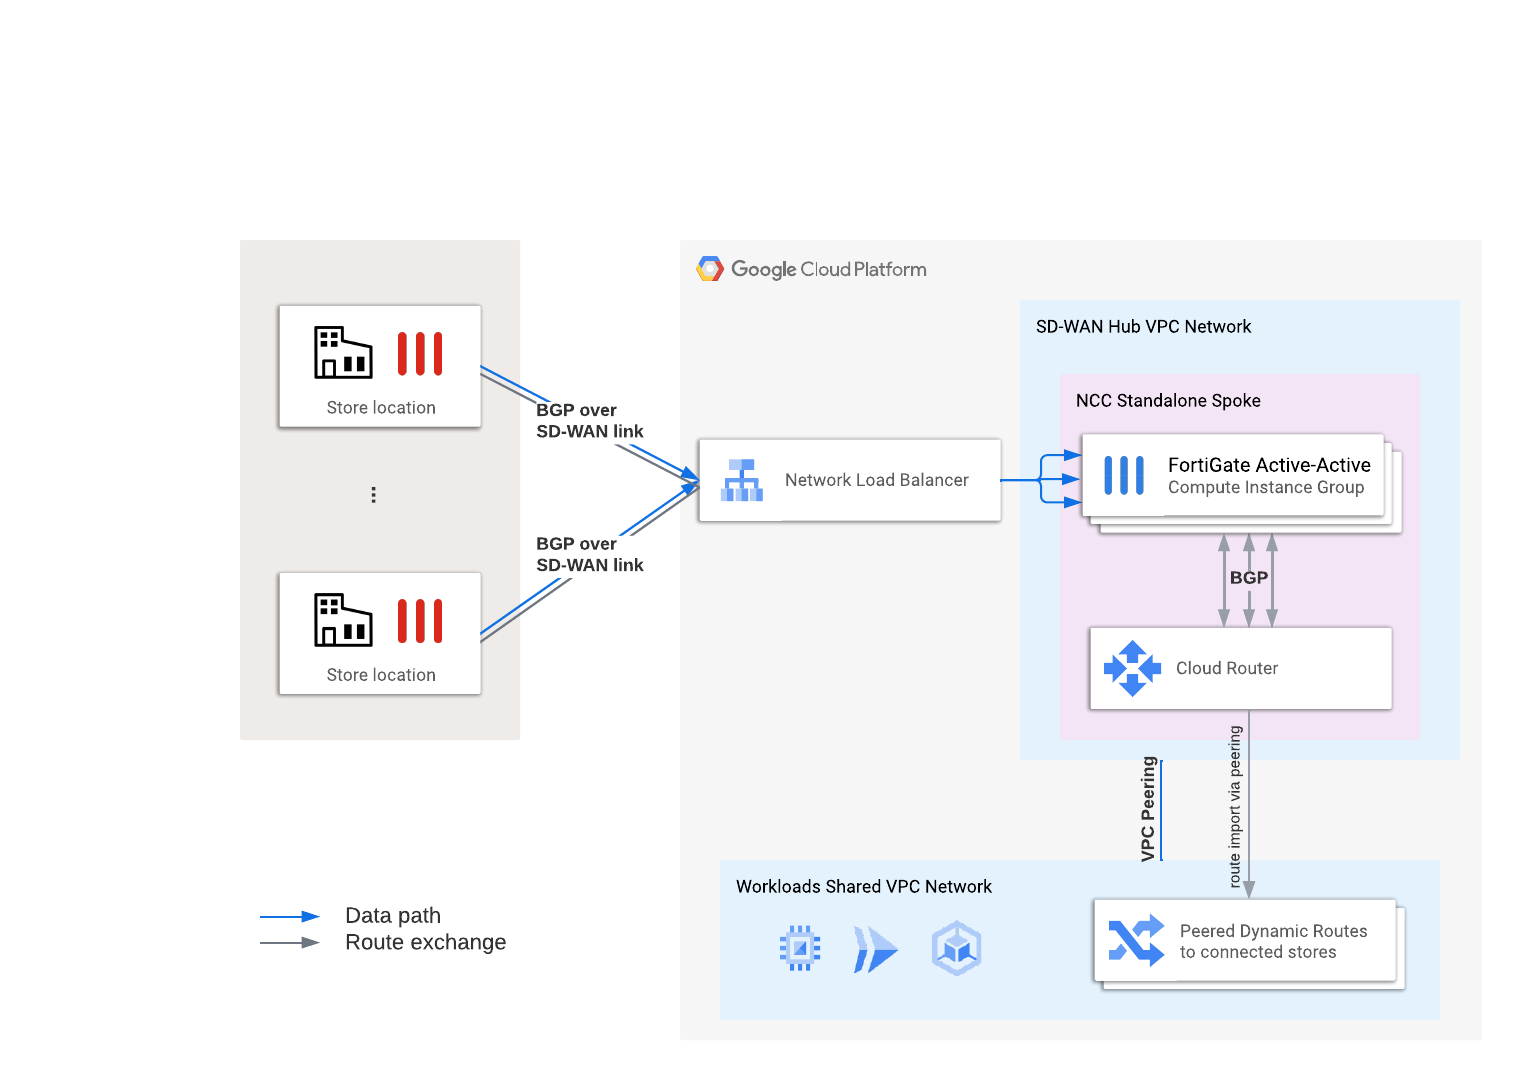 Google Cloud Platform
SD-WAN Hub VPC Network
NCC Standalone Spoke
Store location
BGP over
SD-WAN link
Network Load Balancer
FortiGate Active-Active
Compute Instance Group
BGP over
SD-WAN link
BGP
Store location
Cloud Router
VPC Peering
route import via peering
Workloads Shared VPC Network
Peered Dynamic Routes
to connected stores
Data path
Route exchange